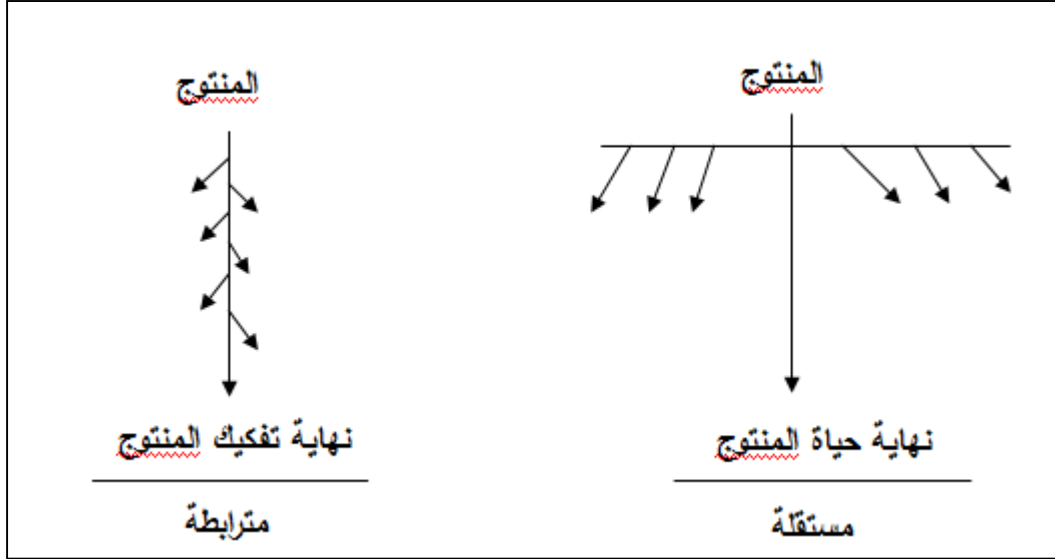 المنتوج
نهاية حياة المنتوج
مستقلة
المنتوج
نهاية تفكيك المنتوج
مترابطة